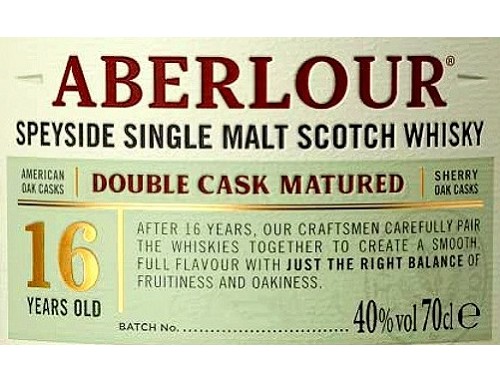 ABERLOUR®
SPEYSIDE SINGLE MALT SCOTCH WHISKY
AMERICAN OAK CASKS | DOUBLE CASK MATURED | SHERRY OAK CASKS
16
YEARS OLD
AFTER 16 YEARS, OUR CRAFTSMEN CAREFULLY PAIR
THE WHISKIES TOGETHER TO CREATE A SMOOTH,
FULL FLAVOUR WITH JUST THE RIGHT BALANCE OF
FRUITINESS AND OAKINESS.
BATCH No. ........................................ 40%vol 70cl ℮